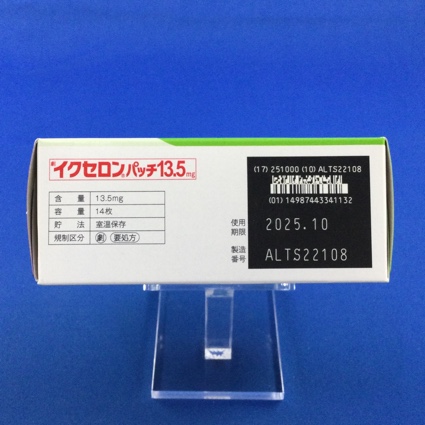 劇 イクセロンパッチ13.5mg
含　量 13.5mg
容　量 14枚
貯　法 室温保存
規制区分 劇 要処方
(17) 251000 (10) ALTS22108
(01) 14987443341132
使用期限 2025.10
製造番号 ALTS22108